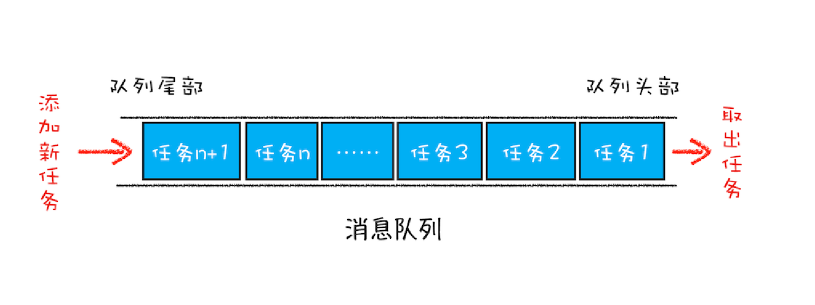 队列尾部
队列头部
添加新任务
任务n+1
任务n
……
任务3
任务2
任务1
取出任务
消息队列